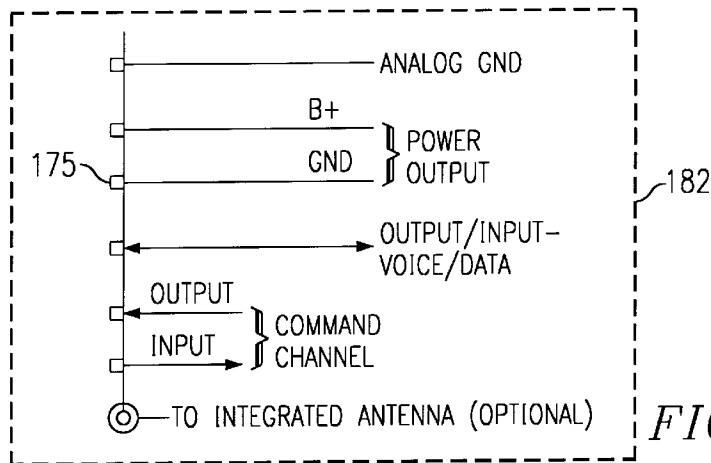 ANALOG GND
B+
POWER
175
GND
OUTPUT
182
OUTPUT/INPUT-
VOICE/DATA
OUTPUT
COMMAND
INPUT
CHANNEL
TO INTEGRATED ANTENNA (OPTIONAL)